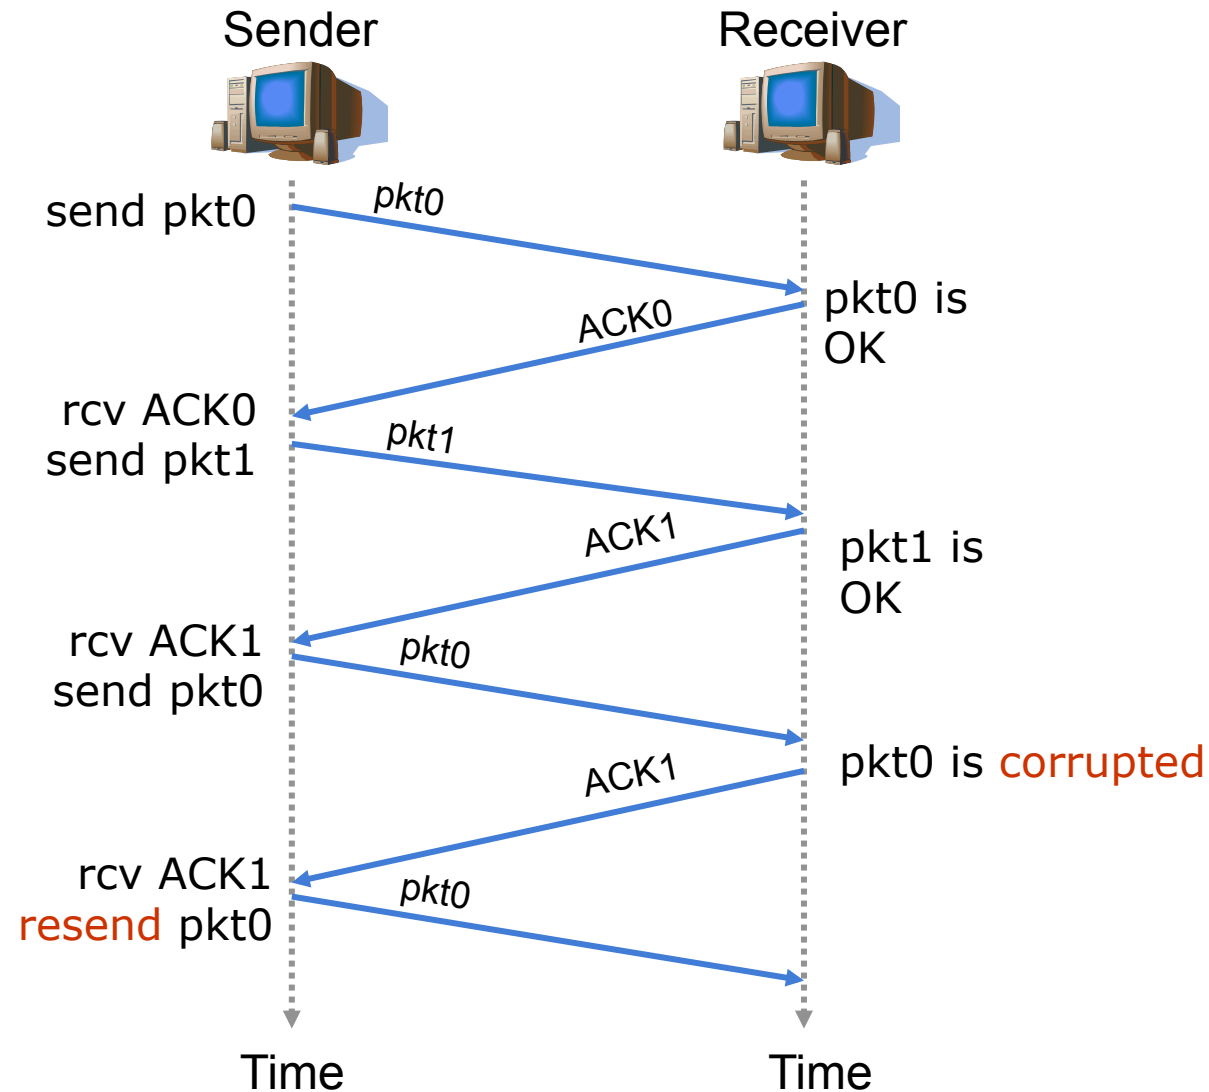 Sender
Receiver
send pkt0
pkt0
pkt0 is
OK
ACK0
rcv ACK0
send pkt1
pkt1
pkt1 is
OK
ACK1
rcv ACK1
send pkt0
pkt0
pkt0 is corrupted
ACK1
rcv ACK1
resend pkt0
pkt0
Time
Time